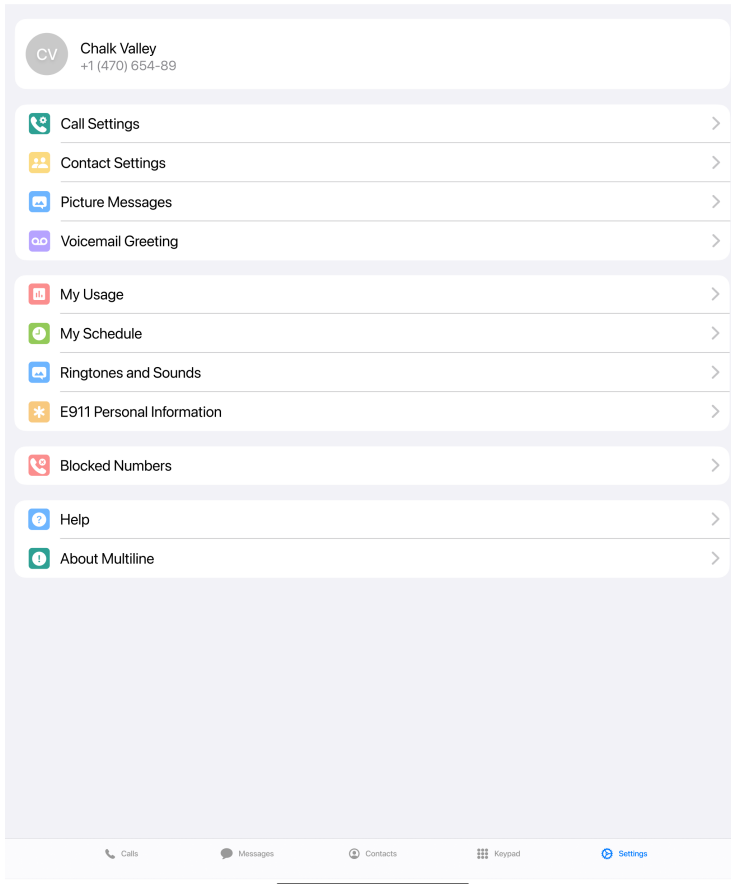 CV
Chalk Valley
+1 (470) 654-89
Call Settings
Contact Settings
Picture Messages
Voicemail Greeting
My Usage
My Schedule
Ringtones and Sounds
E911 Personal Information
Blocked Numbers
Help
About Multiline
Calls
Messages
Contacts
Keypad
Settings